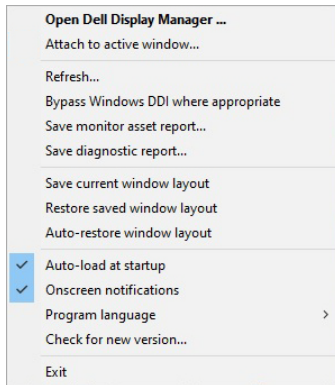 Open Dell Display Manager ...
Attach to active window...
Refresh...
Bypass Windows DDI where appropriate
Save monitor asset report...
Save diagnostic report...
Save current window layout
Restore saved window layout
Auto-restore window layout
Auto-load at startup
Onscreen notifications
Program language
Check for new version...
Exit